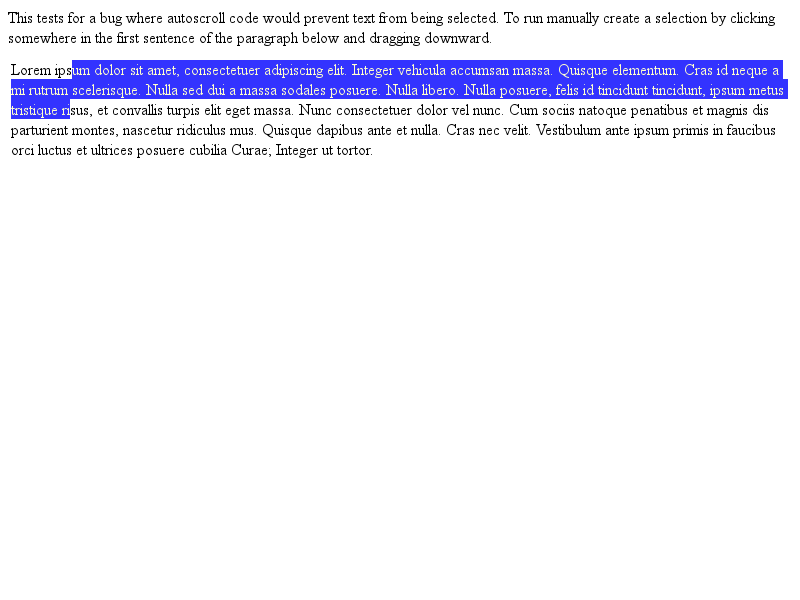 This tests for a bug where autoscroll code would prevent text from being selected. To run manually create a selection by clicking
somewhere in the first sentence of the paragraph below and dragging downward.
Lorem ipsum dolor sit amet, consectetuer adipiscing elit. Integer vehicula accumsan massa. Quisque elementum. Cras id neque a
mi rutrum scelerisque. Nulla sed dui a massa sodales posuere. Nulla libero. Nulla posuere, felis id tincidunt tincidunt, ipsum metus
tristique risus, et convallis turpis elit eget massa. Nunc consectetuer dolor vel nunc. Cum sociis natoque penatibus et magnis dis
parturient montes, nascetur ridiculus mus. Quisque dapibus ante et nulla. Cras nec velit. Vestibulum ante ipsum primis in faucibus
orci luctus et ultrices posuere cubilia Curae; Integer ut tortor.